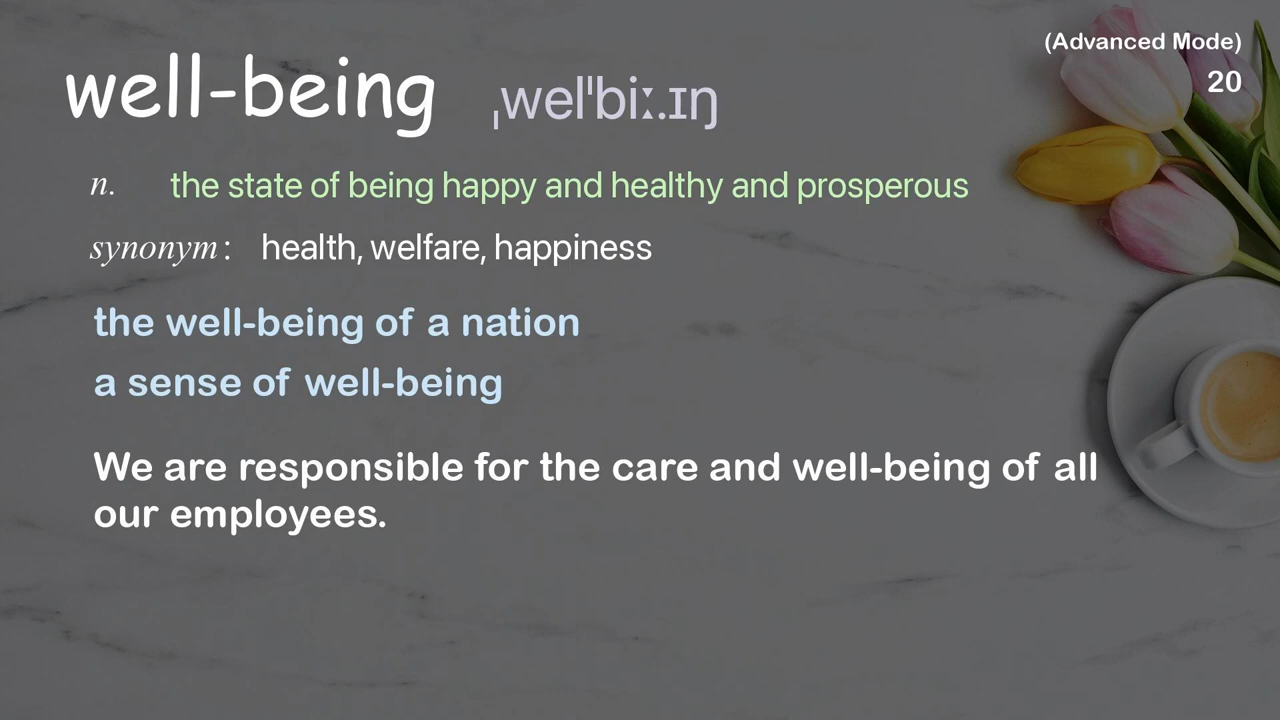 (Advanced Mode)
20
well-being ˌwel'biː.ɪŋ
n. the state of being happy and healthy and prosperous
synonym: health, welfare, happiness
the well-being of a nation
a sense of well-being
We are responsible for the care and well-being of all
our employees.